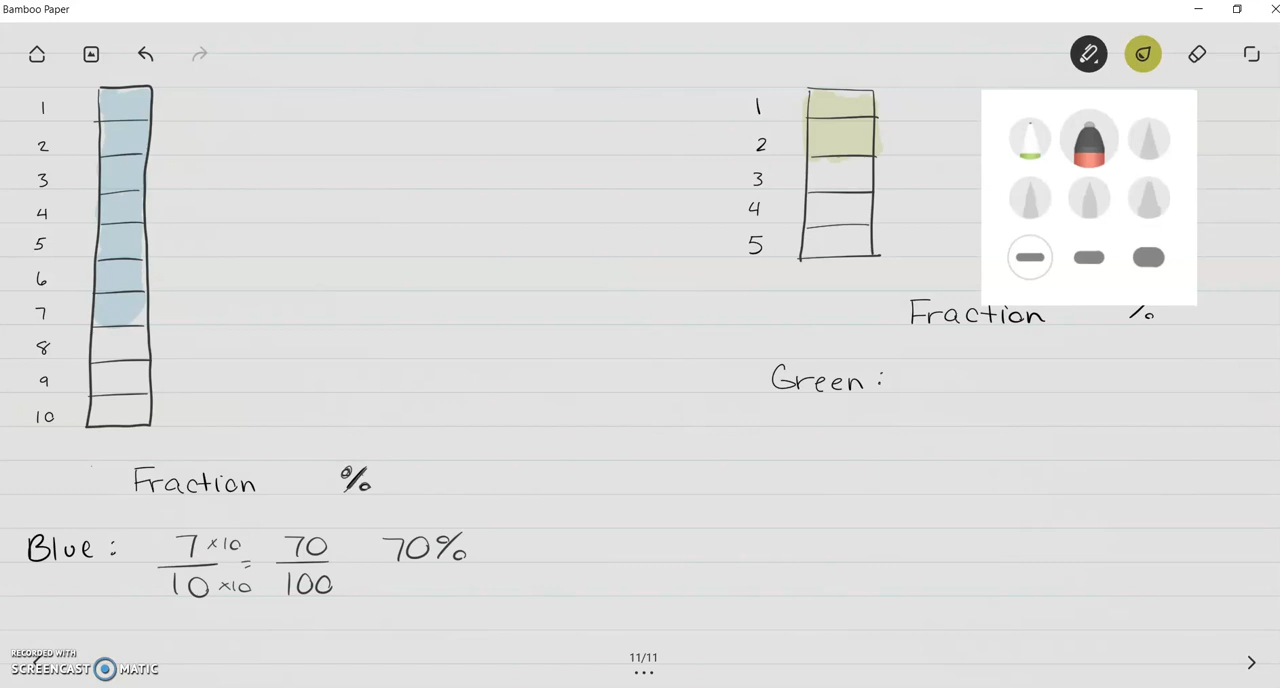 Bamboo Paper
1
2
3
4
5
6
7
8
9
10
Fraction %
Blue: 7 ×10 = 70 70%
10 ×10 100
1
2
3
4
5
Fraction %
Green:
RECORDED WITH
SCREENCAST MATIC
11/11